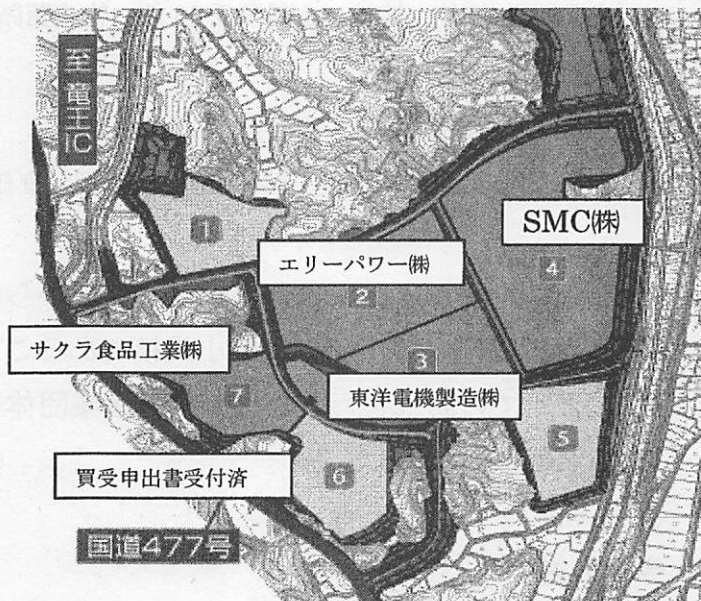 至竜王IC
1
SMC㈱
エリーパワー㈱
4
2
サクラ食品工業㈱
3
7
東洋電機製造㈱
5
買受申出書受付済
6
国道477号